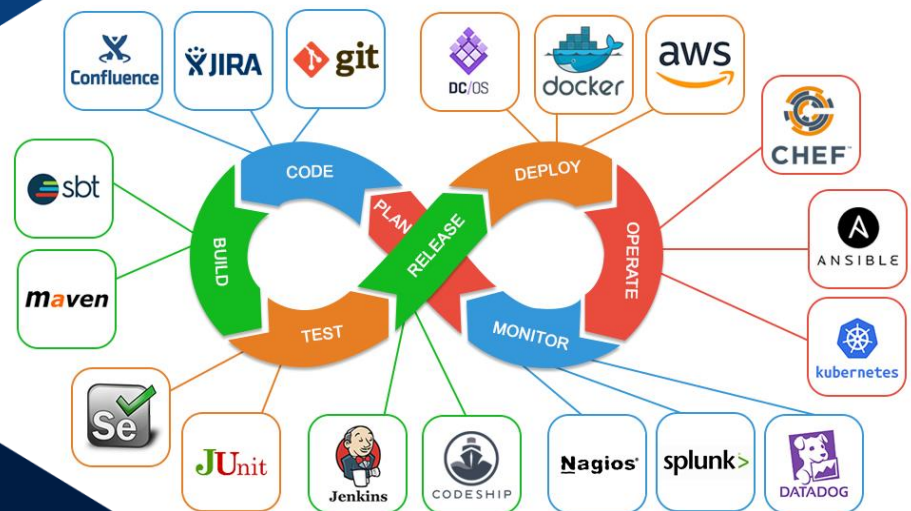 Confluence
JIRA
git
DC/OS
docker
aws
CHEF
sbt
CODE
DEPLOY
PLAN
RELEASE
BUILD
OPERATE
ANSIBLE
maven
TEST
MONITOR
kubernetes
Se
JUnit
Jenkins
CODESHIP
Nagios®
splunk>
DATADOG